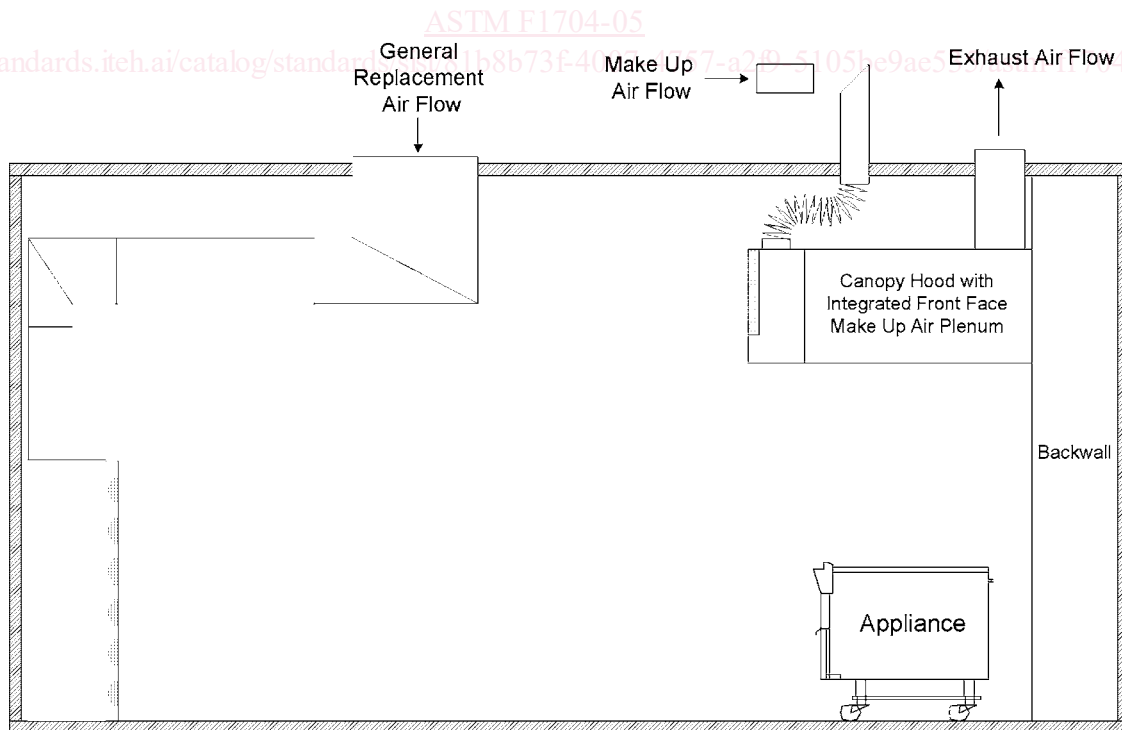 ASTM F1704-05
General
Replacement
Air Flow
Make Up
Air Flow
Exhaust Air Flow
Canopy Hood with
Integrated Front Face
Make Up Air Plenum
Backwall
Appliance